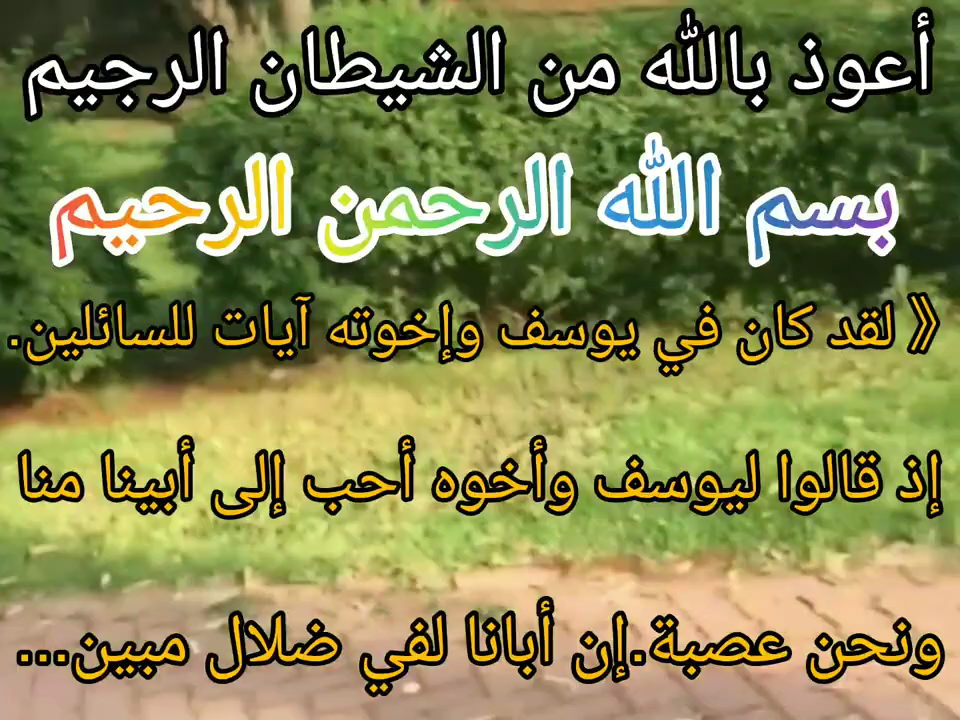 أعوذ بالله من الشيطان الرجيم
بسم الله الرحمن الرحيم
《 لقد كان في يوسف وإخوته آيات للسائلين.
إذ قالوا ليوسف وأخوه أحب إلى أبينا منا
ونحن عصبة.إن أبانا لفي ضلال مبين...